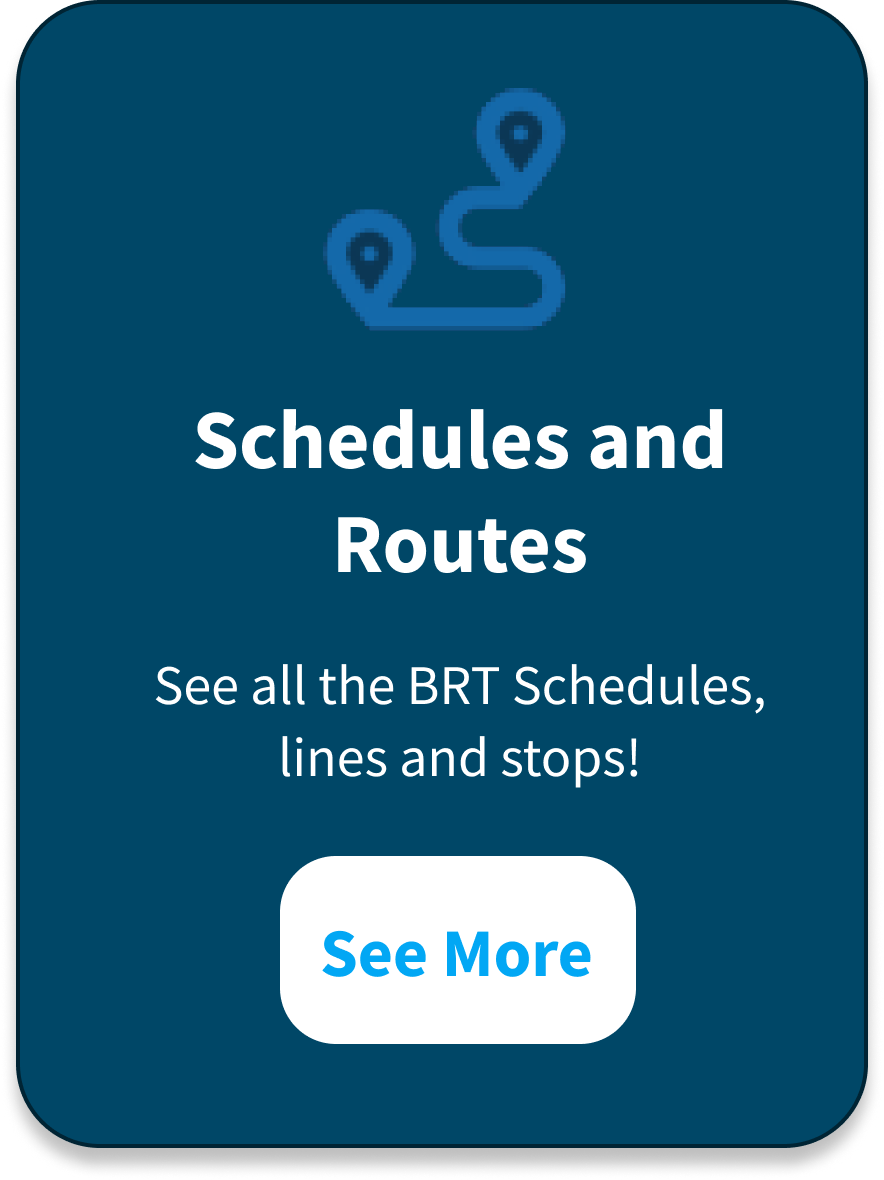 Schedules and
Routes
See all the BRT Schedules,
lines and stops!
See More